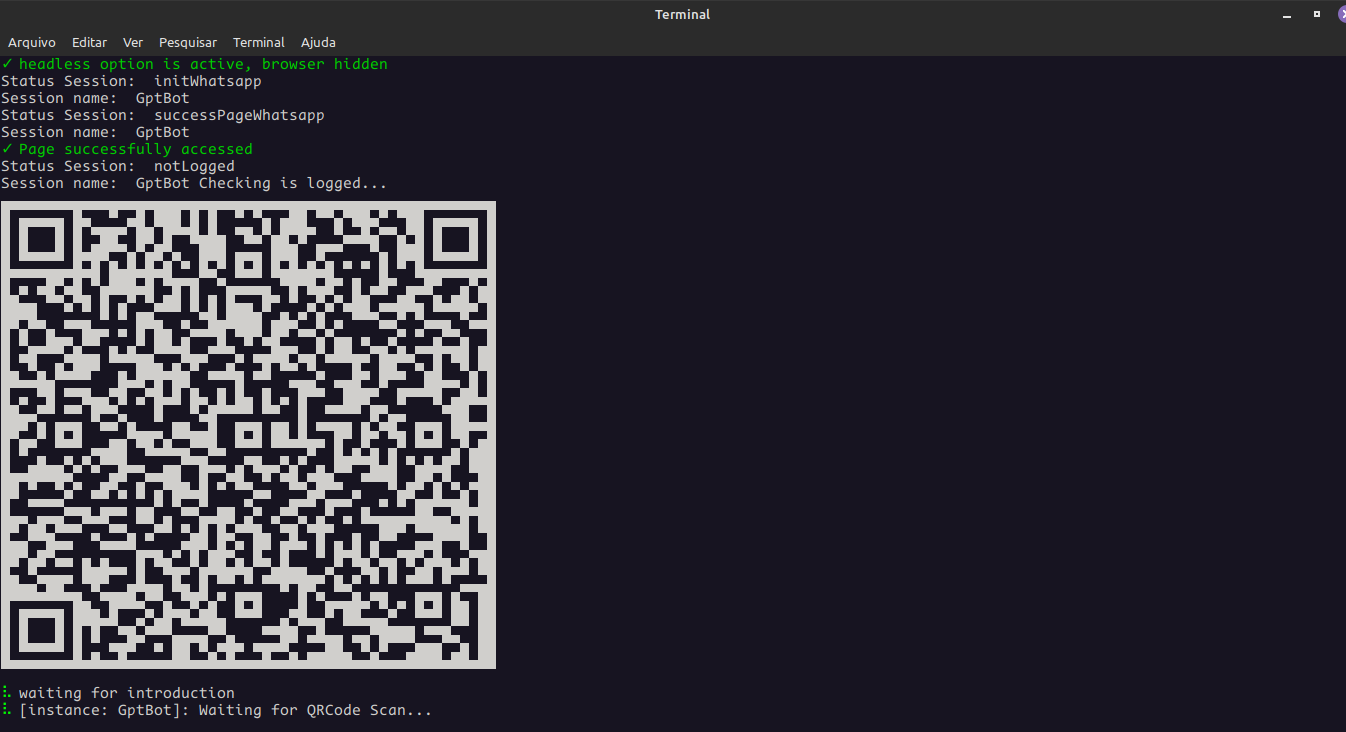 Terminal
Arquivo Editar Ver Pesquisar Terminal Ajuda
✓ headless option is active, browser hidden
Status Session:  initWhatsapp
Session name:  GptBot
Status Session:  successPageWhatsapp
Session name:  GptBot
✓ Page successfully accessed
Status Session:  notLogged
Session name:  GptBot Checking is logged...
waiting for introduction
[instance: GptBot]: Waiting for QRCode Scan...